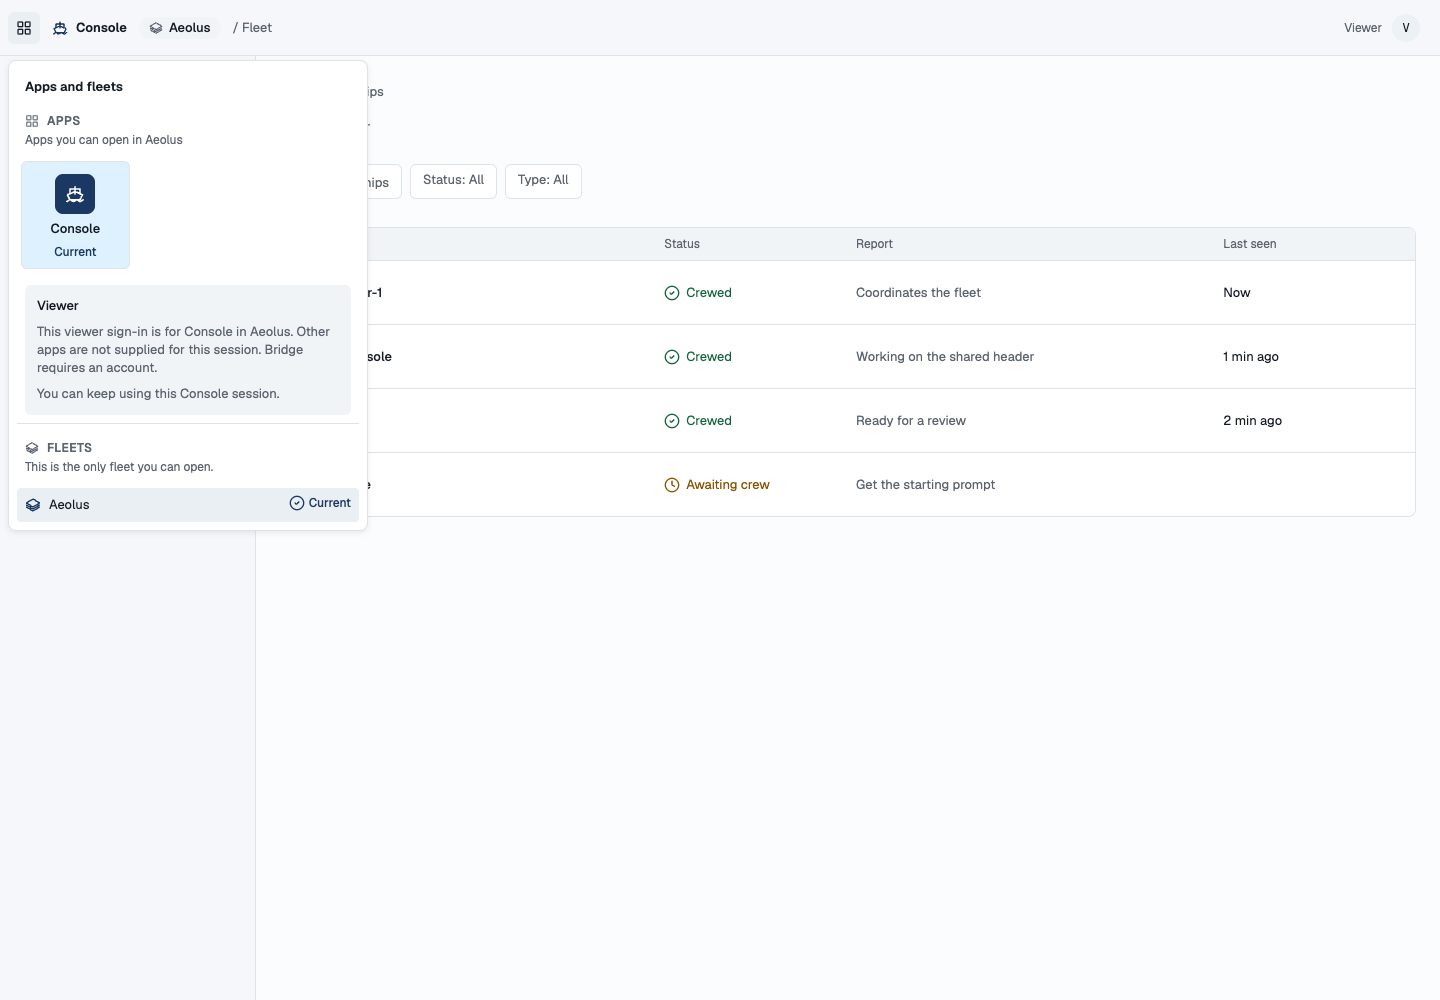 Console Aeolus / Fleet Viewer V
Apps and fleets
APPS
Apps you can open in Aeolus
Console
Current
Viewer
This viewer sign-in is for Console in Aeolus. Other
apps are not supplied for this session. Bridge
requires an account.
You can keep using this Console session.
FLEETS
This is the only fleet you can open.
Aeolus Current
Status: All Type: All
Status Report Last seen
Crewed Coordinates the fleet Now
Crewed Working on the shared header 1 min ago
Crewed Ready for a review 2 min ago
Awaiting crew Get the starting prompt